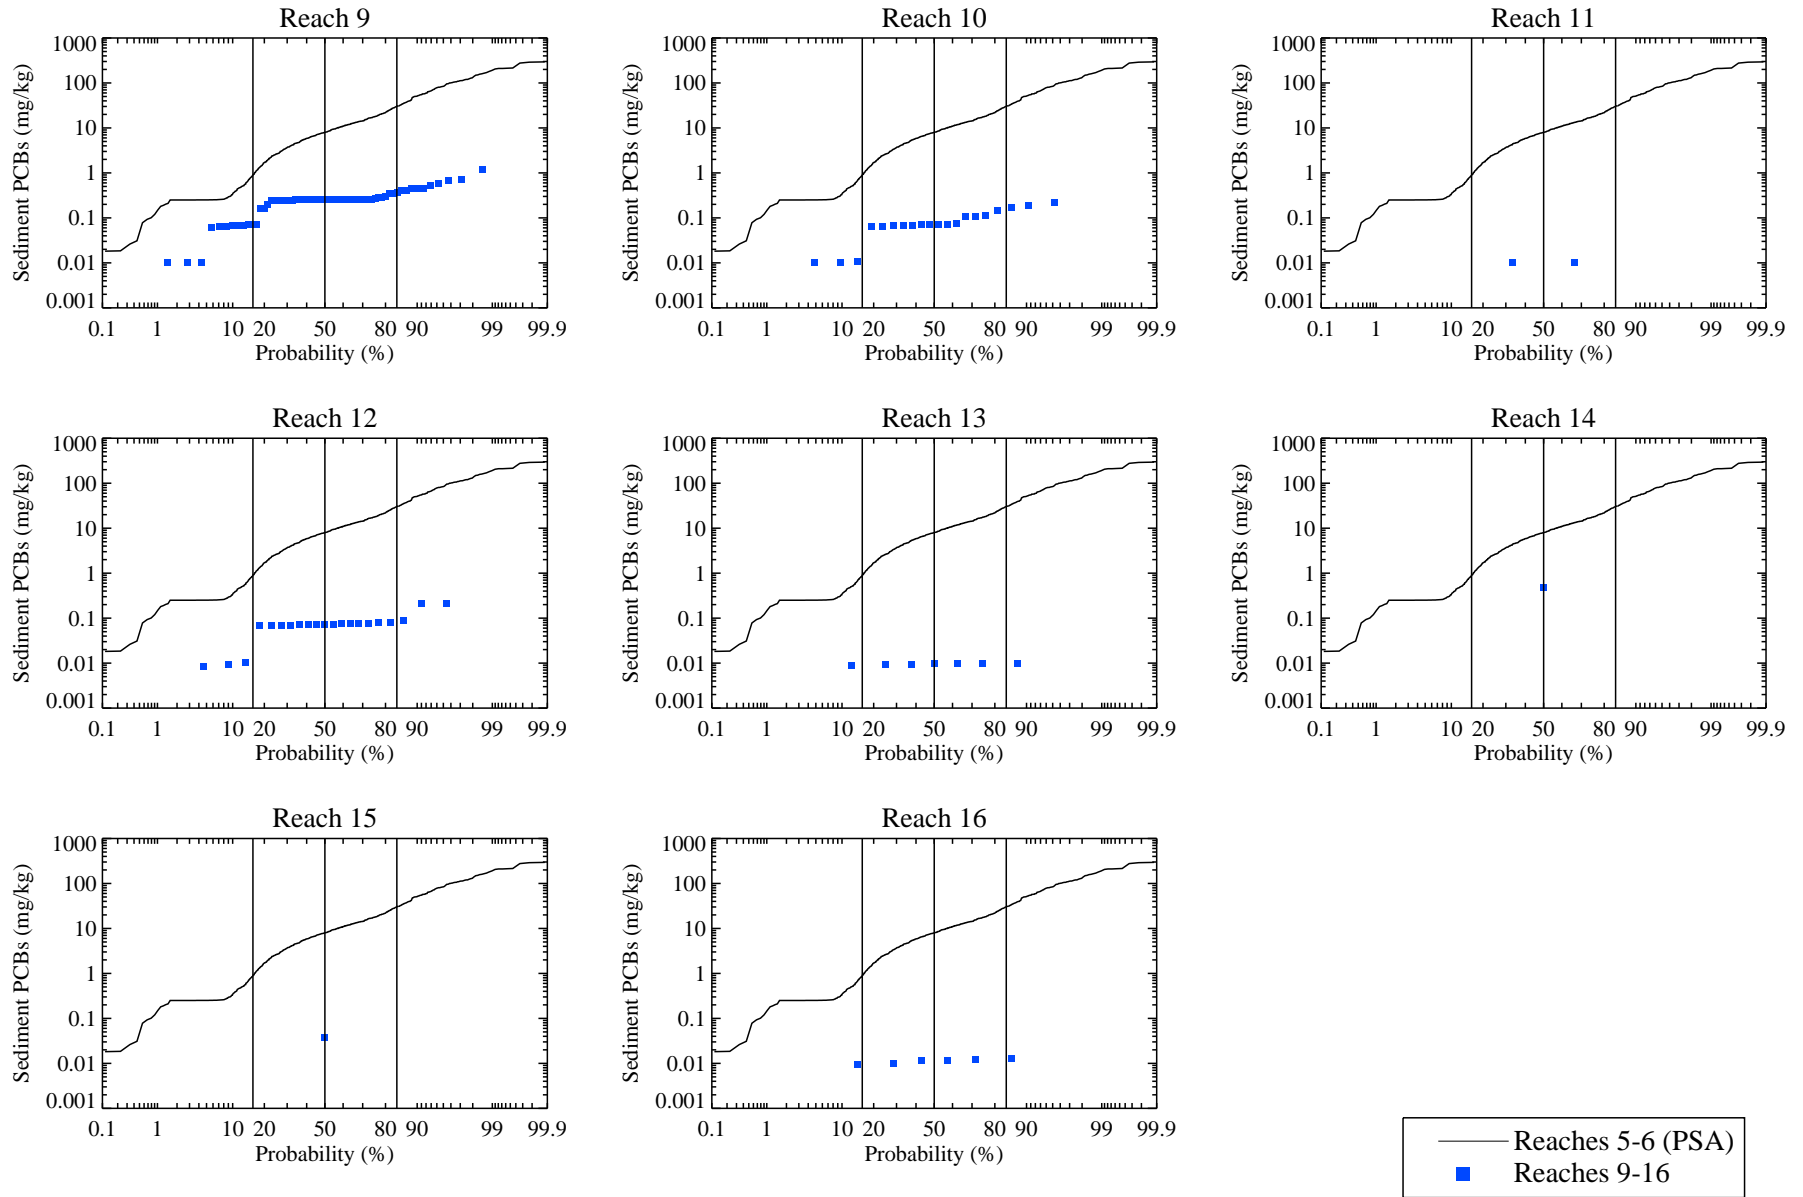 Reach 9
Sediment PCBs (mg/kg)
1000
100
10
1
0.1
0.01
0.001
0.1 1 10 20 50 80 90 99 99.9
Probability (%)
Reach 10
Sediment PCBs (mg/kg)
1000
100
10
1
0.1
0.01
0.001
0.1 1 10 20 50 80 90 99 99.9
Probability (%)
Reach 11
Sediment PCBs (mg/kg)
1000
100
10
1
0.1
0.01
0.001
0.1 1 10 20 50 80 90 99 99.9
Probability (%)
Reach 12
Sediment PCBs (mg/kg)
1000
100
10
1
0.1
0.01
0.001
0.1 1 10 20 50 80 90 99 99.9
Probability (%)
Reach 13
Sediment PCBs (mg/kg)
1000
100
10
1
0.1
0.01
0.001
0.1 1 10 20 50 80 90 99 99.9
Probability (%)
Reach 14
Sediment PCBs (mg/kg)
1000
100
10
1
0.1
0.01
0.001
0.1 1 10 20 50 80 90 99 99.9
Probability (%)
Reach 15
Sediment PCBs (mg/kg)
1000
100
10
1
0.1
0.01
0.001
0.1 1 10 20 50 80 90 99 99.9
Probability (%)
Reach 16
Sediment PCBs (mg/kg)
1000
100
10
1
0.1
0.01
0.001
0.1 1 10 20 50 80 90 99 99.9
Probability (%)
Reaches 5-6 (PSA)
Reaches 9-16